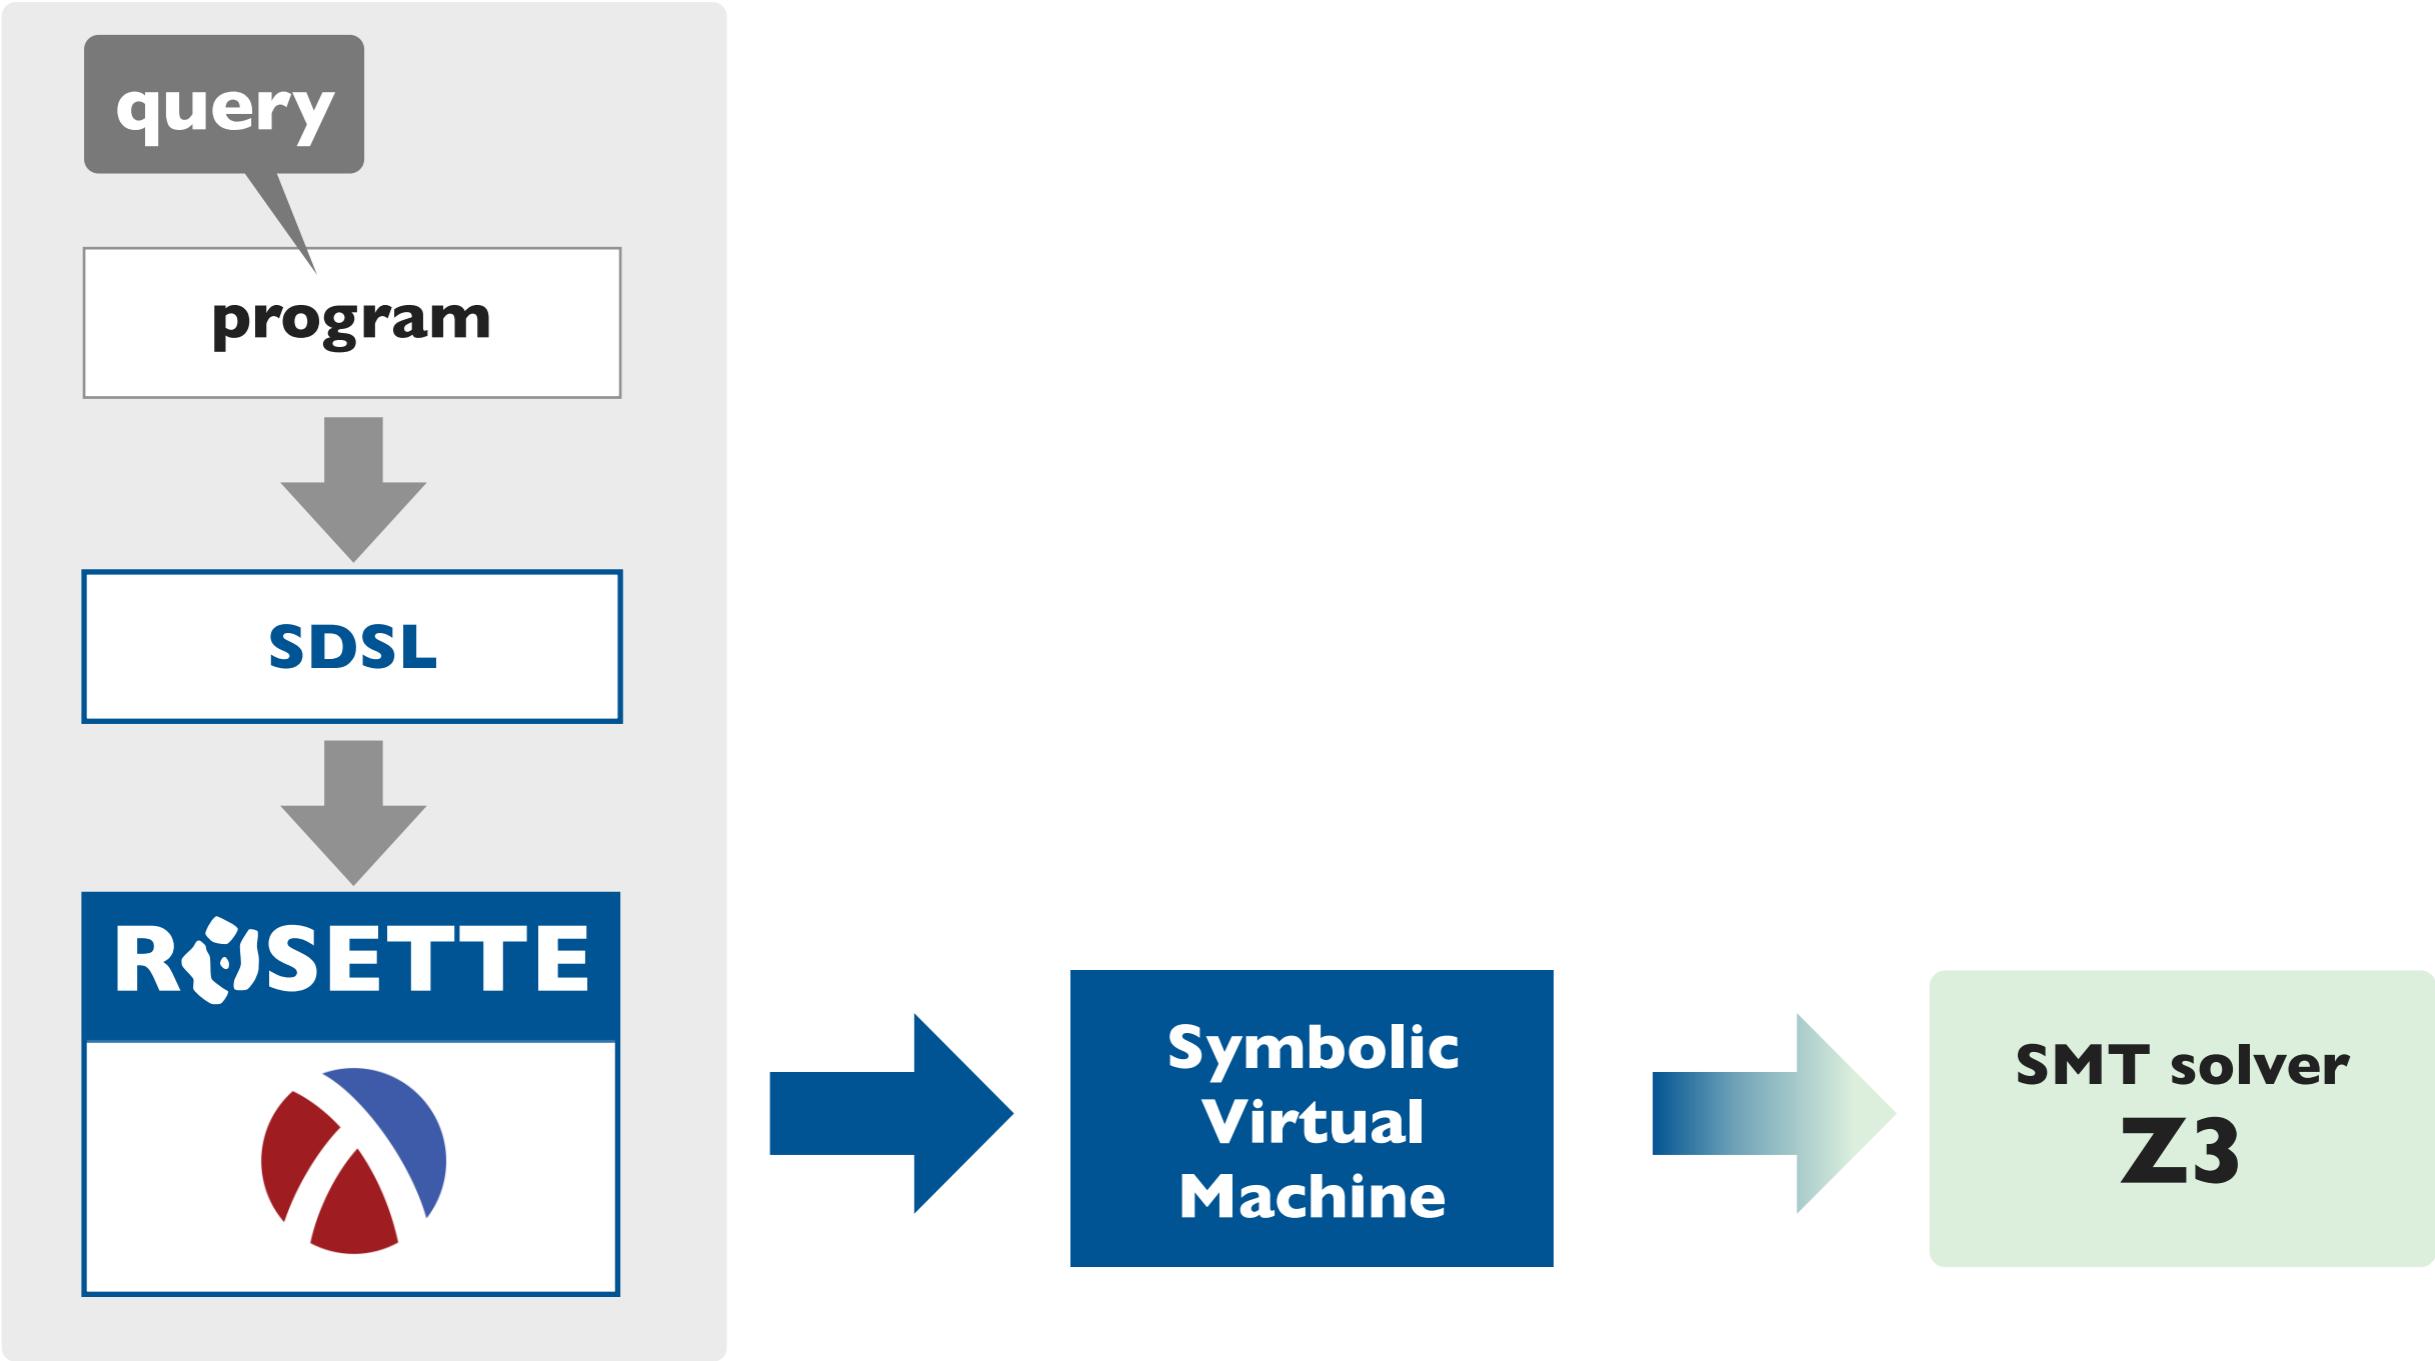 query
program
SDSL
ROSETTE
Symbolic
Virtual
Machine
SMT solver
Z3